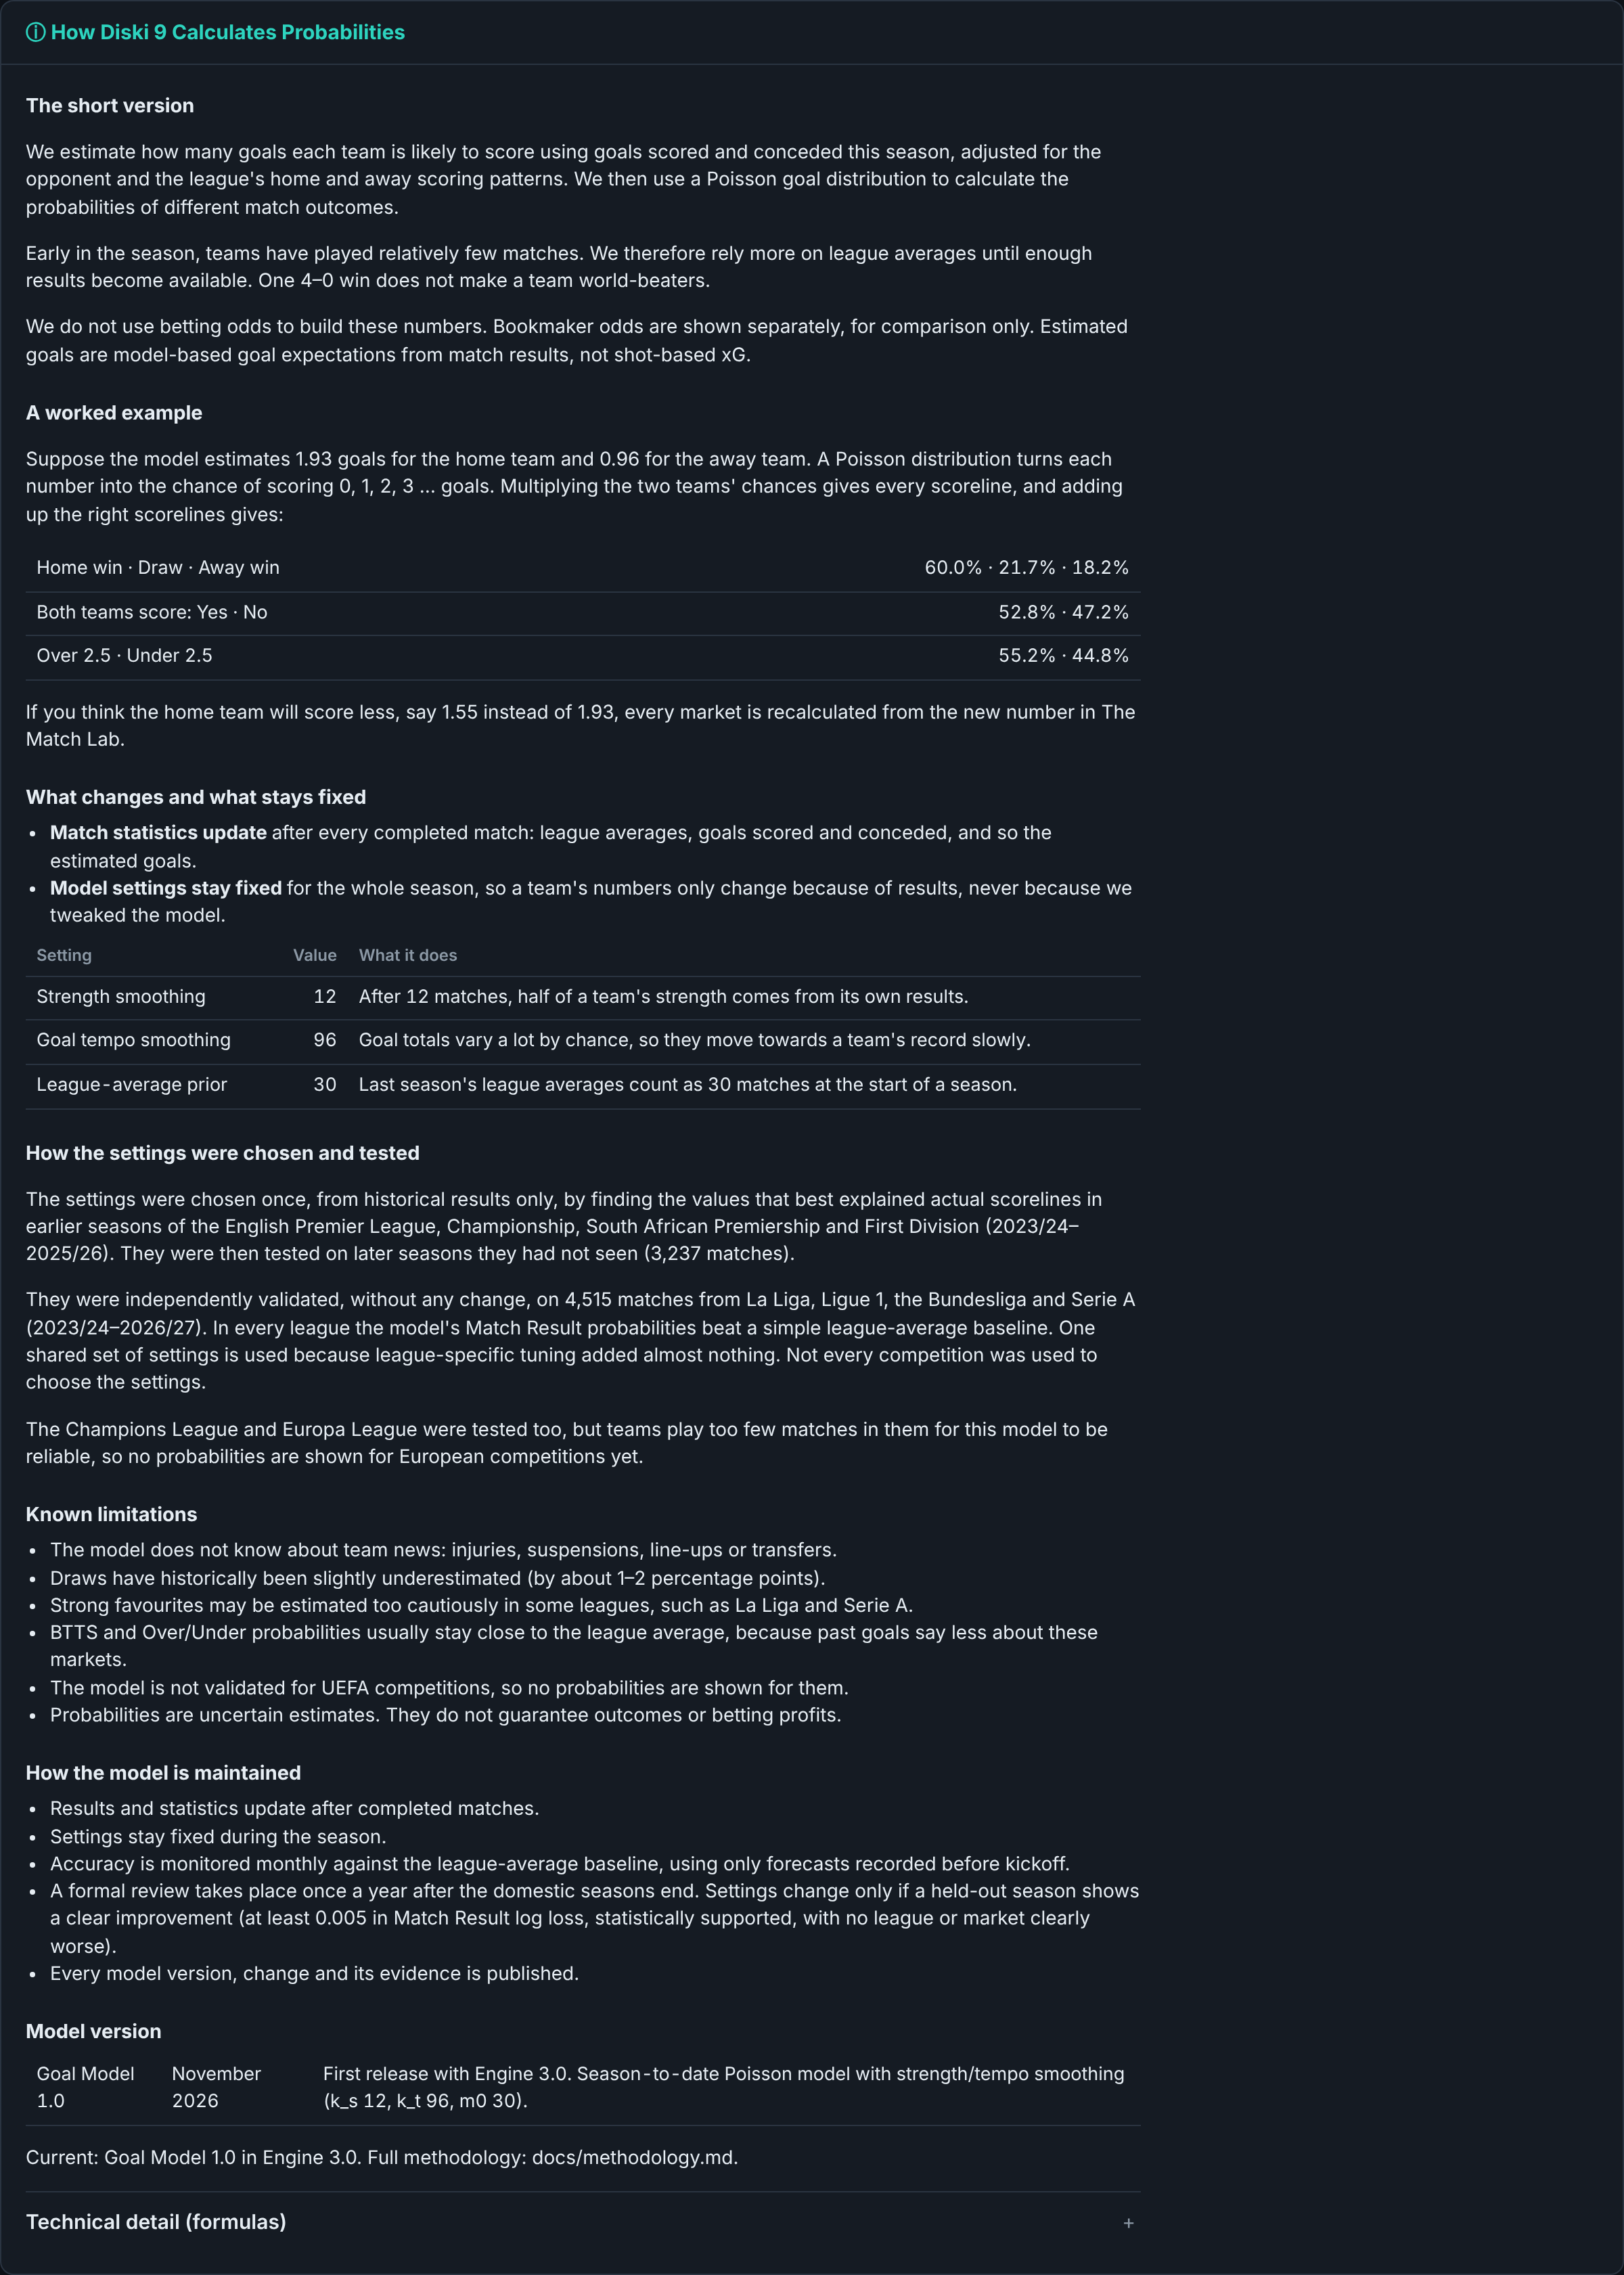 ⓘ How Diski 9 Calculates Probabilities
The short version
We estimate how many goals each team is likely to score using goals scored and conceded this season, adjusted for the
opponent and the league's home and away scoring patterns. We then use a Poisson goal distribution to calculate the
probabilities of different match outcomes.
Early in the season, teams have played relatively few matches. We therefore rely more on league averages until enough
results become available. One 4–0 win does not make a team world-beaters.
We do not use betting odds to build these numbers. Bookmaker odds are shown separately, for comparison only. Estimated
goals are model-based goal expectations from match results, not shot-based xG.
A worked example
Suppose the model estimates 1.93 goals for the home team and 0.96 for the away team. A Poisson distribution turns each
number into the chance of scoring 0, 1, 2, 3 ... goals. Multiplying the two teams' chances gives every scoreline, and adding
up the right scorelines gives:
Home win · Draw · Away win 60.0% · 21.7% · 18.2%
Both teams score: Yes · No 52.8% · 47.2%
Over 2.5 · Under 2.5 55.2% · 44.8%
If you think the home team will score less, say 1.55 instead of 1.93, every market is recalculated from the new number in The
Match Lab.
What changes and what stays fixed
• Match statistics update after every completed match: league averages, goals scored and conceded, and so the
estimated goals.
• Model settings stay fixed for the whole season, so a team's numbers only change because of results, never because we
tweaked the model.
Setting Value What it does
Strength smoothing 12 After 12 matches, half of a team's strength comes from its own results.
Goal tempo smoothing 96 Goal totals vary a lot by chance, so they move towards a team's record slowly.
League-average prior 30 Last season's league averages count as 30 matches at the start of a season.
How the settings were chosen and tested
The settings were chosen once, from historical results only, by finding the values that best explained actual scorelines in
earlier seasons of the English Premier League, Championship, South African Premiership and First Division (2023/24–
2025/26). They were then tested on later seasons they had not seen (3,237 matches).
They were independently validated, without any change, on 4,515 matches from La Liga, Ligue 1, the Bundesliga and Serie A
(2023/24–2026/27). In every league the model's Match Result probabilities beat a simple league-average baseline. One
shared set of settings is used because league-specific tuning added almost nothing. Not every competition was used to
choose the settings.
The Champions League and Europa League were tested too, but teams play too few matches in them for this model to be
reliable, so no probabilities are shown for European competitions yet.
Known limitations
• The model does not know about team news: injuries, suspensions, line-ups or transfers.
• Draws have historically been slightly underestimated (by about 1–2 percentage points).
• Strong favourites may be estimated too cautiously in some leagues, such as La Liga and Serie A.
• BTTS and Over/Under probabilities usually stay close to the league average, because past goals say less about these
markets.
• The model is not validated for UEFA competitions, so no probabilities are shown for them.
• Probabilities are uncertain estimates. They do not guarantee outcomes or betting profits.
How the model is maintained
• Results and statistics update after completed matches.
• Settings stay fixed during the season.
• Accuracy is monitored monthly against the league-average baseline, using only forecasts recorded before kickoff.
• A formal review takes place once a year after the domestic seasons end. Settings change only if a held-out season shows
a clear improvement (at least 0.005 in Match Result log loss, statistically supported, with no league or market clearly
worse).
• Every model version, change and its evidence is published.
Model version
Goal Model November First release with Engine 3.0. Season-to-date Poisson model with strength/tempo smoothing
1.0 2026 (k_s 12, k_t 96, m0 30).
Current: Goal Model 1.0 in Engine 3.0. Full methodology: docs/methodology.md.
Technical detail (formulas) +